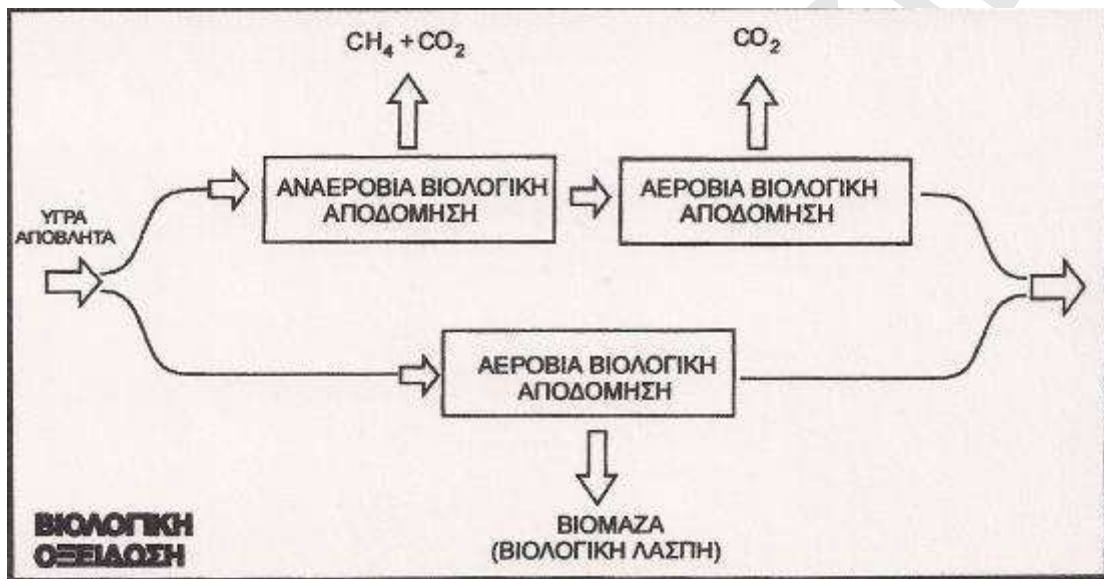 CH₄ + CO₂
CO₂
ΑΝΑΕΡΟΒΙΑ ΒΙΟΛΟΓΙΚΗ
ΑΠΟΔΟΜΗΣΗ
ΑΕΡΟΒΙΑ ΒΙΟΛΟΓΙΚΗ
ΑΠΟΔΟΜΗΣΗ
ΥΓΡΑ
ΑΠΟΒΛΗΤΑ
ΑΕΡΟΒΙΑ ΒΙΟΛΟΓΙΚΗ
ΑΠΟΔΟΜΗΣΗ
ΒΙΟΜΑΖΑ
(ΒΙΟΛΟΓΙΚΗ ΛΑΣΠΗ)
ΒΙΟΛΟΓΙΚΗ
ΟΞΕΙΔΩΣΗ